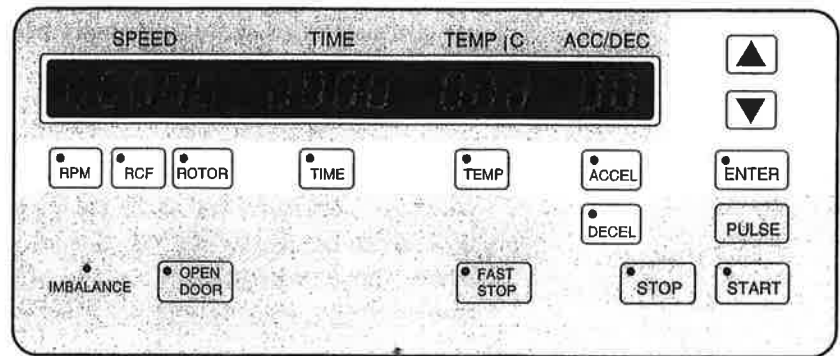 SPEED TIME TEMP ¡C ACC/DEC
▲
▼
RPM RCF ROTOR TIME TEMP ACCEL ENTER
DECEL PULSE
IMBALANCE OPEN DOOR FAST STOP STOP START